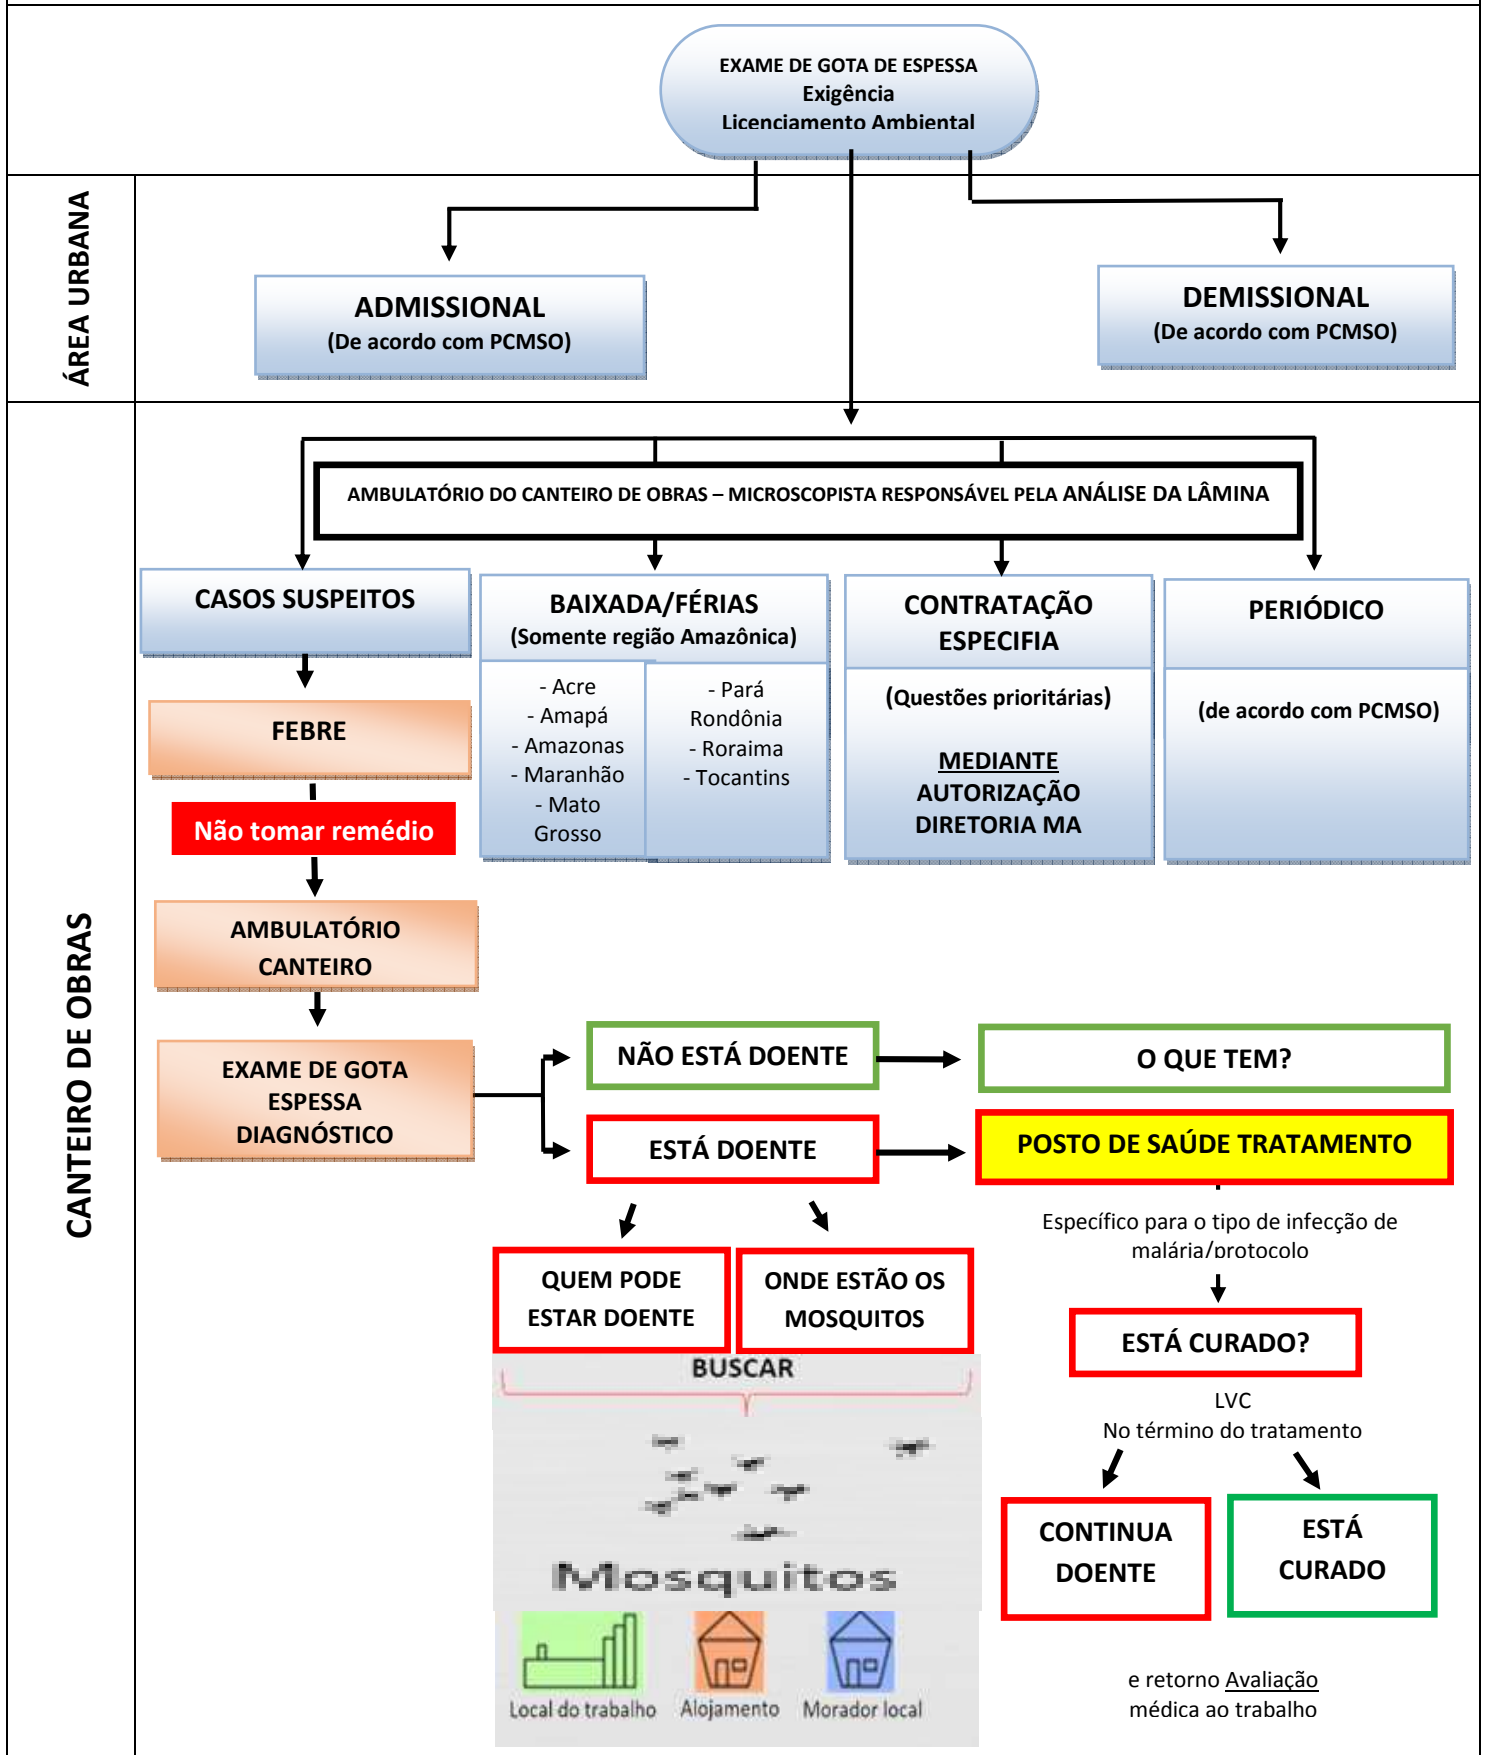 EXAME DE GOTA DE ESPESSA
Exigência
Licenciamento Ambiental
ÁREA URBANA
ADMISSIONAL
(De acordo com PCMSO)
DEMISSIONAL
(De acordo com PCMSO)
CANTEIRO DE OBRAS
AMBULATÓRIO DO CANTEIRO DE OBRAS – MICROSCOPISTA RESPONSÁVEL PELA ANÁLISE DA LÂMINA
CASOS SUSPEITOS
BAIXADA/FÉRIAS
(Somente região Amazônica)
- Acre
- Amapá
- Amazonas
- Maranhão
- Mato
Grosso
- Pará
Rondônia
- Roraima
- Tocantins
CONTRATAÇÃO
ESPECIFIA
(Questões prioritárias)
MEDIANTE
AUTORIZAÇÃO
DIRETORIA MA
PERIÓDICO
(de acordo com PCMSO)
FEBRE
Não tomar remédio
AMBULATÓRIO
CANTEIRO
EXAME DE GOTA
ESPESSA
DIAGNÓSTICO
NÃO ESTÁ DOENTE
O QUE TEM?
ESTÁ DOENTE
POSTO DE SAÚDE TRATAMENTO
Específico para o tipo de infecção de
malária/protocolo
QUEM PODE
ESTAR DOENTE
ONDE ESTÃO OS
MOSQUITOS
BUSCAR
Mosquitos
Local do trabalho
Alojamento
Morador local
ESTÁ CURADO?
LVC
No término do tratamento
CONTINUA
DOENTE
ESTÁ
CURADO
e retorno Avaliação
médica ao trabalho